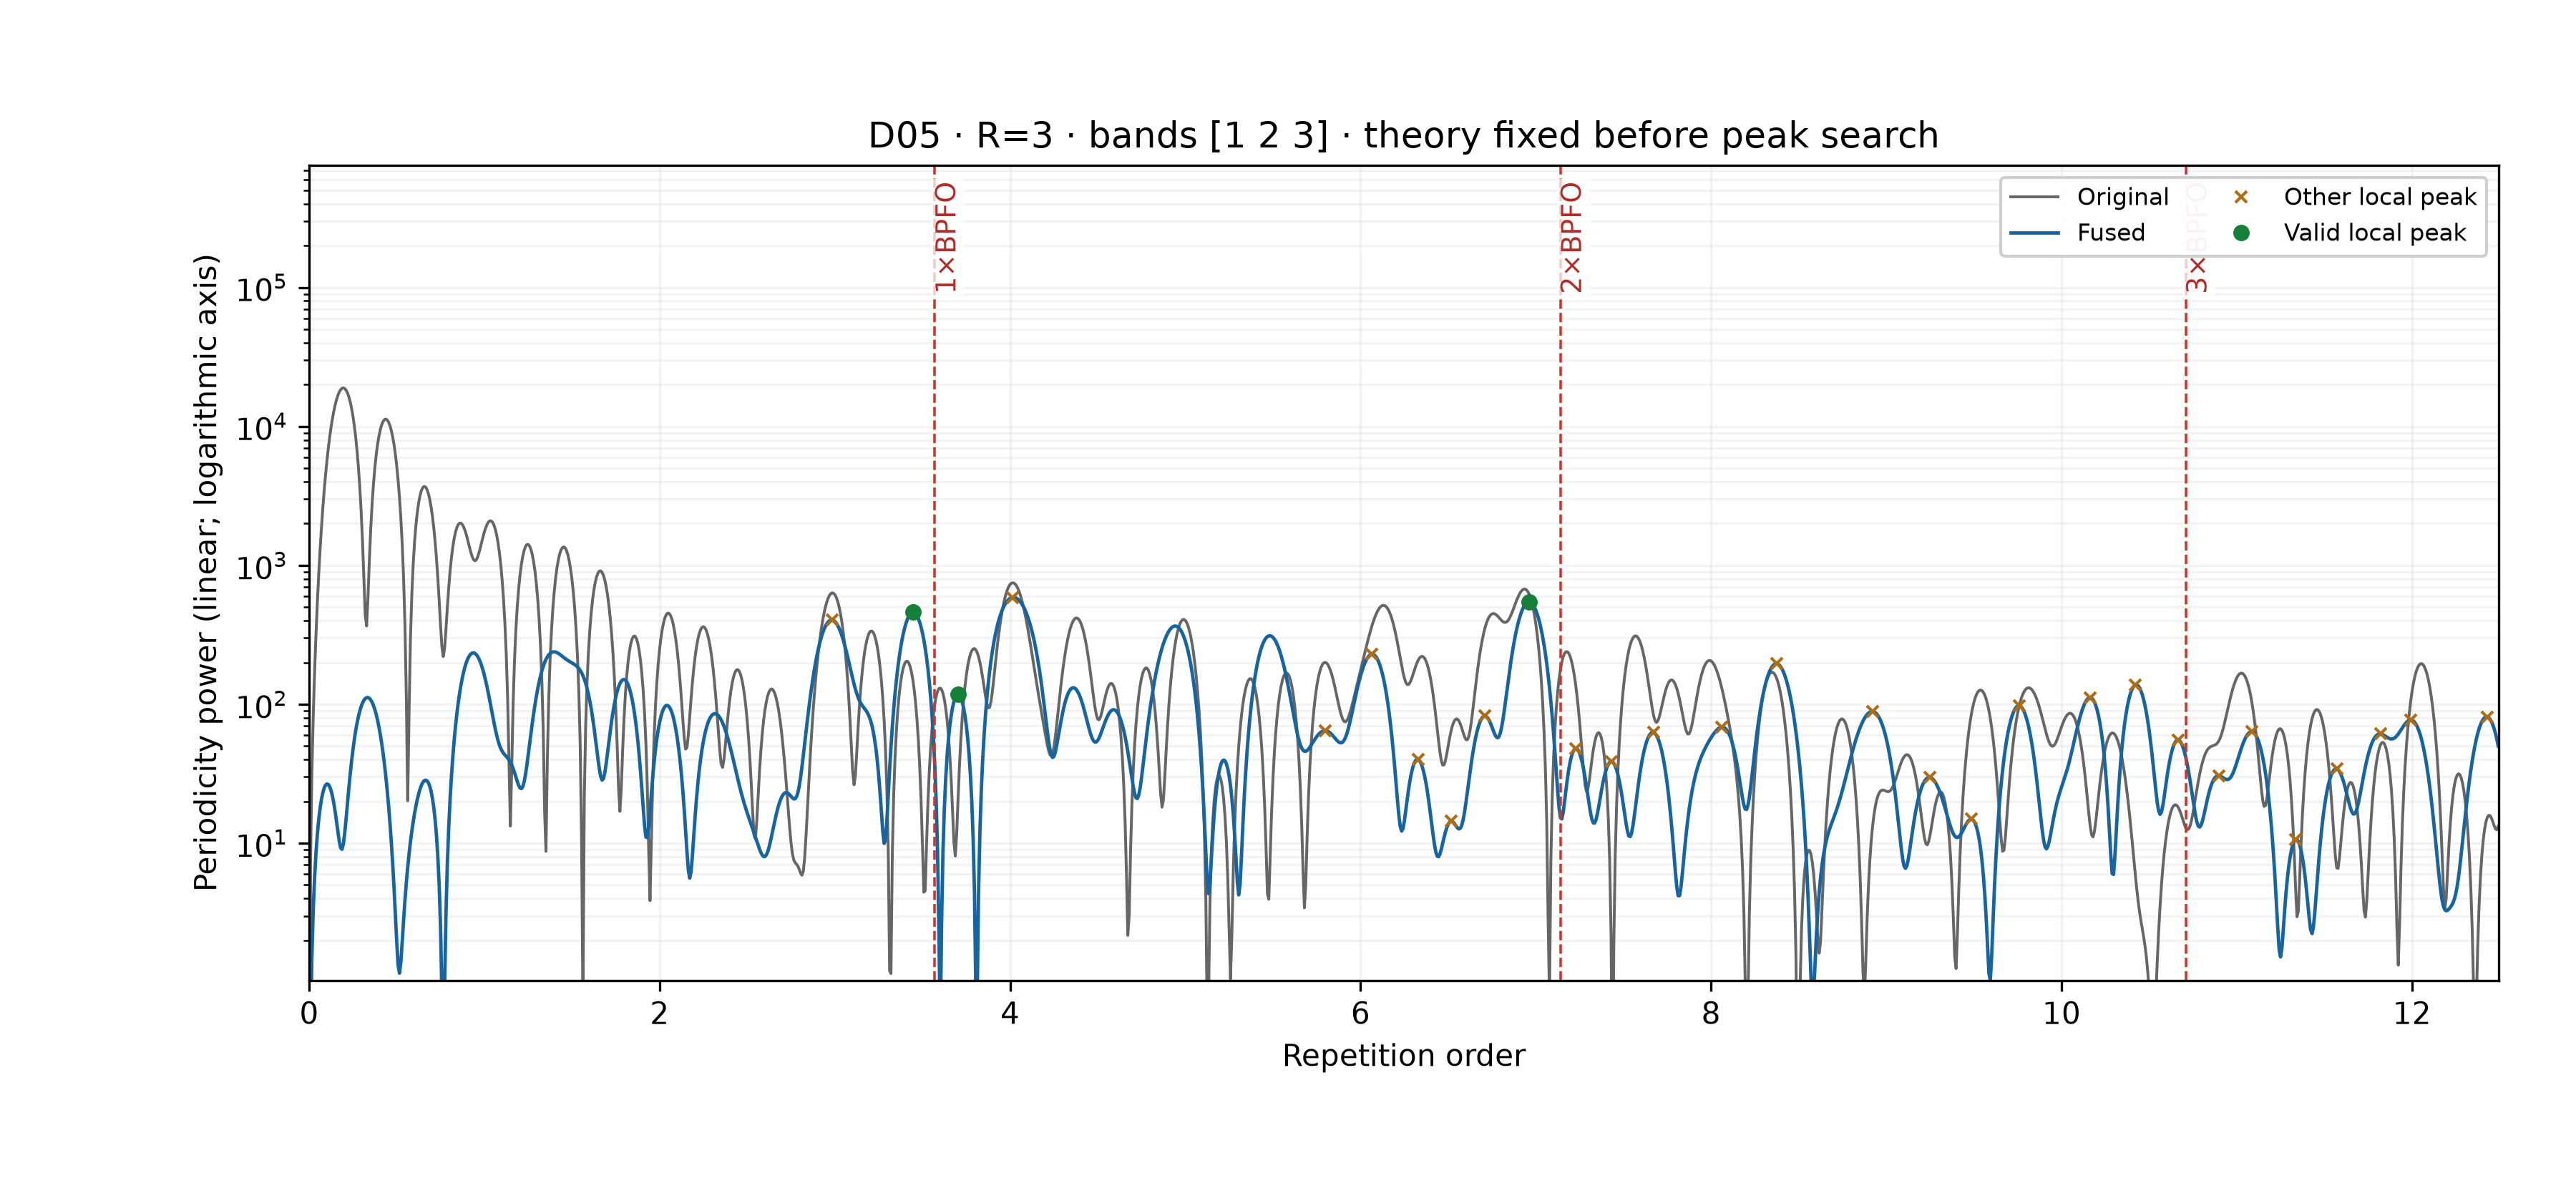 D05 · R=3 · bands [1 2 3] · theory fixed before peak search
Periodicity power (linear; logarithmic axis)
10⁵
10⁴
10³
10²
10¹
1×BPFO
2×BPFO
3×BPFO
Original
Fused
Other local peak
Valid local peak
0
2
4
6
8
10
12
Repetition order